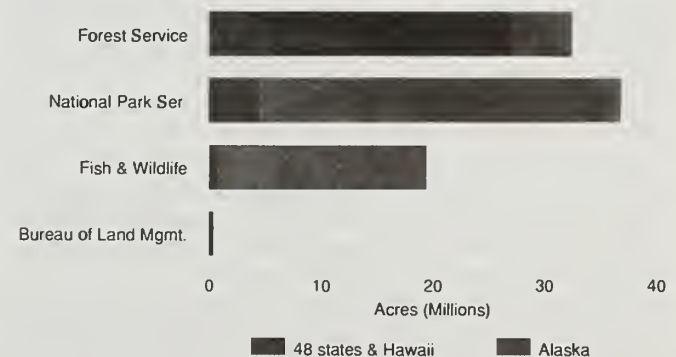 Forest Service
National Park Ser
Fish & Wildlife
Bureau of Land Mgmt.
0 10 20 30 40
Acres (Millions)
48 states & Hawaii Alaska